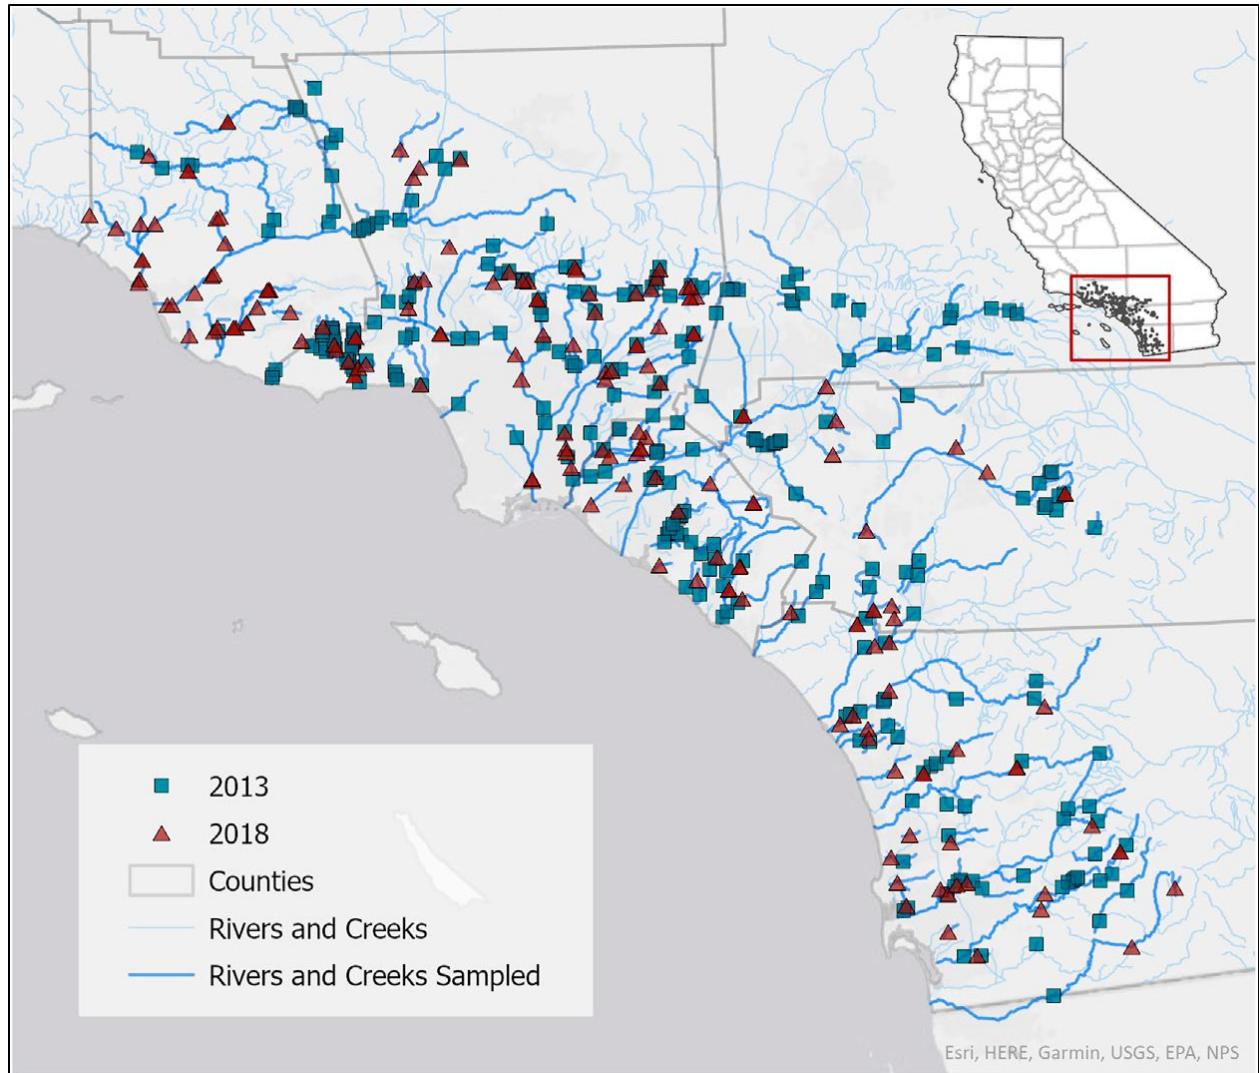 2013
2018
Counties
Rivers and Creeks
Rivers and Creeks Sampled
Esri, HERE, Garmin, USGS, EPA, NPS